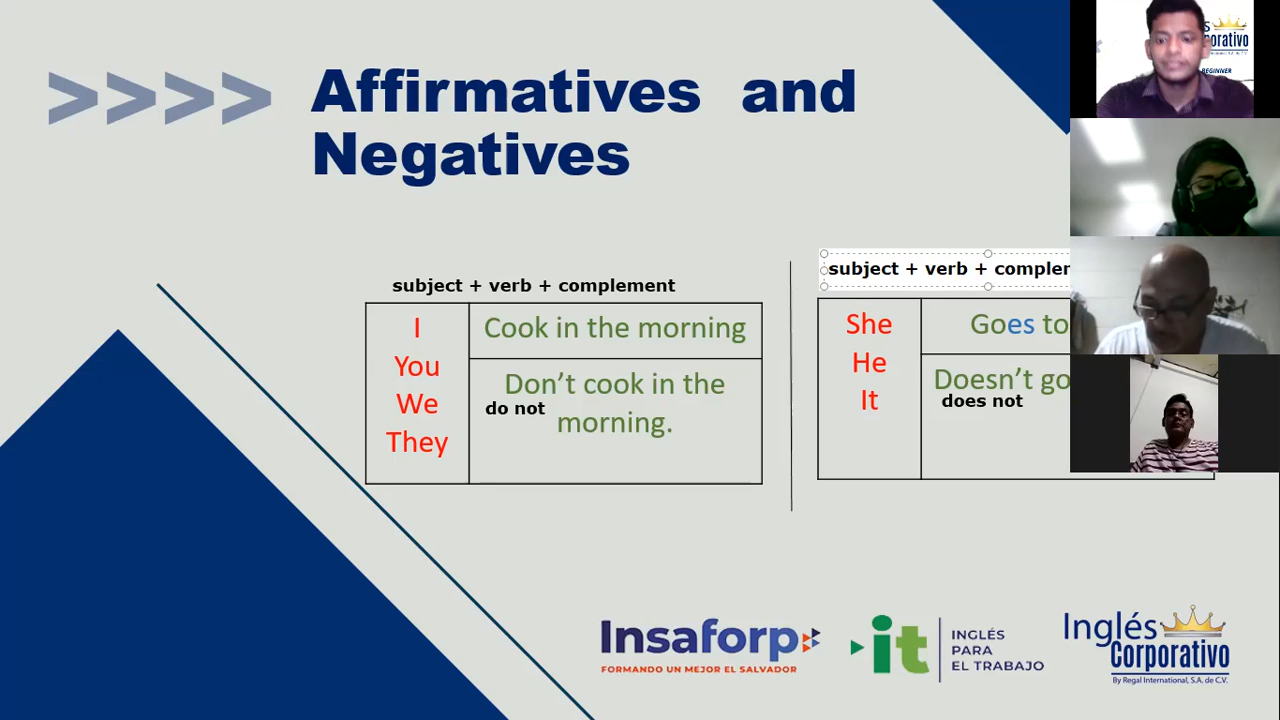 >>>>
Affirmatives and
Negatives
subject + verb + complement
I
You
We
They
Cook in the morning
Don't cook in the
do not
morning.
subject + verb +
She
He
It
Goes to
Doesn't go
does not
Insaforp
FORMANDO UN MEJOR EL SALVADOR
it
INGLÉS
PARA
EL TRABAJO
Inglés
Corporativo
By Regal International, S.A. de C.V.
BEGINNER